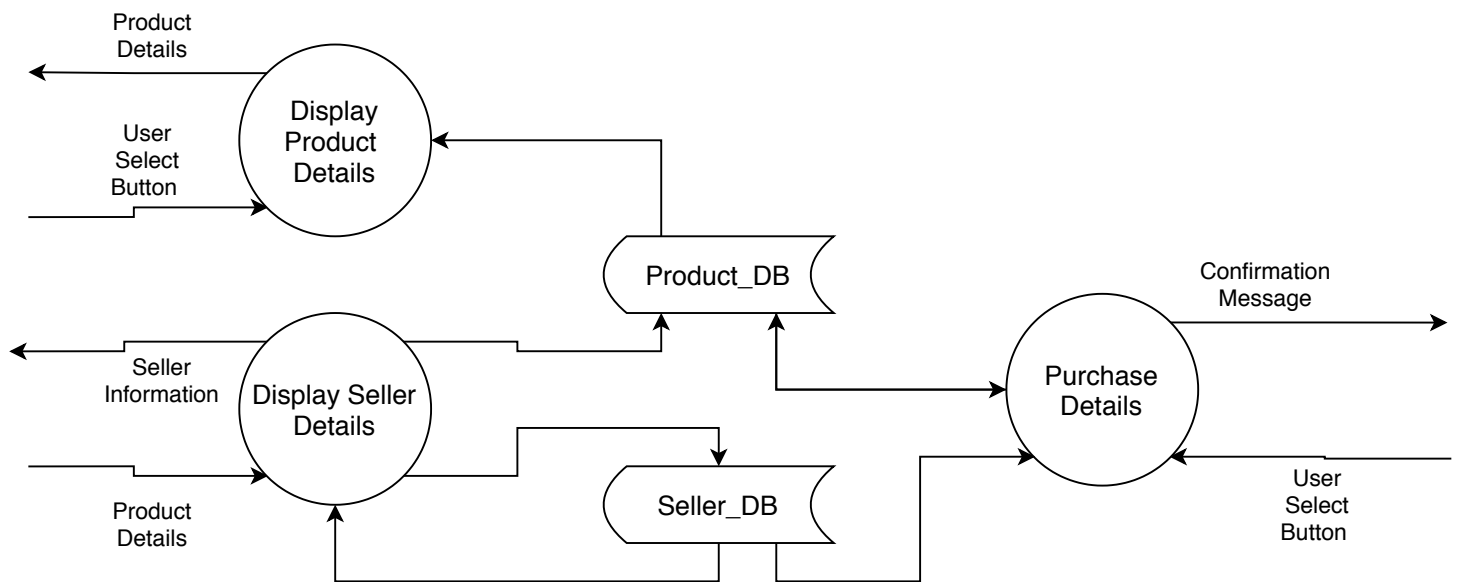 Product
Details
Display
Product
Details
User
Select
Button
Product_DB
Confirmation
Message
Seller
Information
Display Seller
Details
Purchase
Details
Product
Details
Seller_DB
User
Select
Button